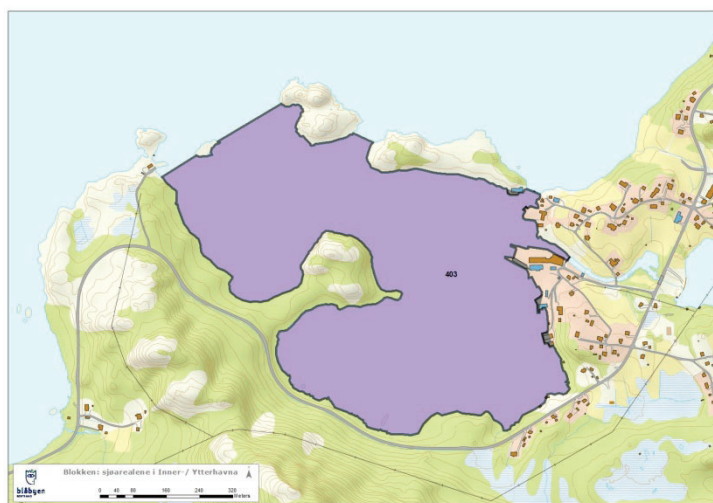 403
Blokken: sjøarealene i Inner-/ Ytterhavna
blåbyen
0 40 80 160 240 320
Meters